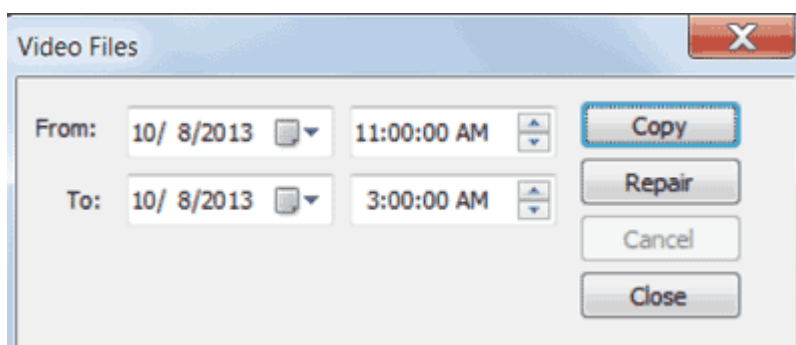 Video Files
From: 10/ 8/2013 11:00:00 AM Copy
Repair
To: 10/ 8/2013 3:00:00 AM
Cancel
Close